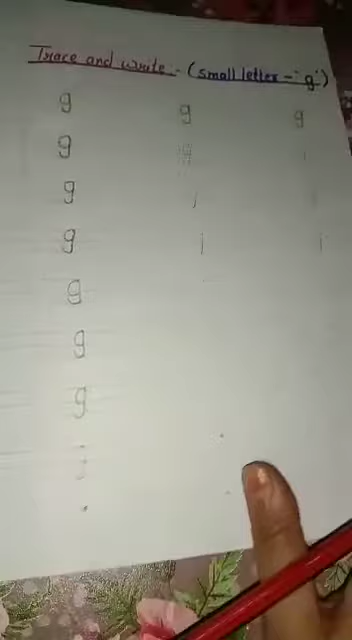 Trace and write :- (small letter - 'g')
g g g
g g
g j
g j j
g
g
g
j